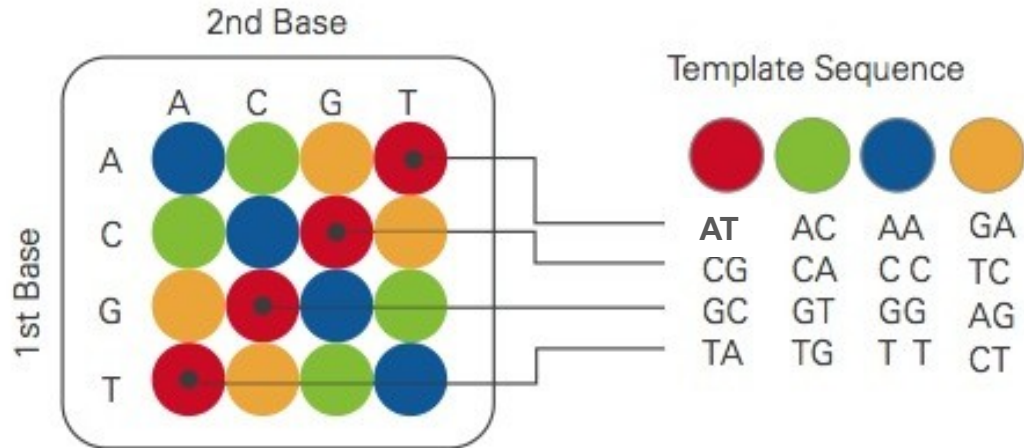 2nd Base
A C G T
1st Base
A
C
G
T
Template Sequence
AT AC AA GA
CG CA C C TC
GC GT GG AG
TA TG T T CT